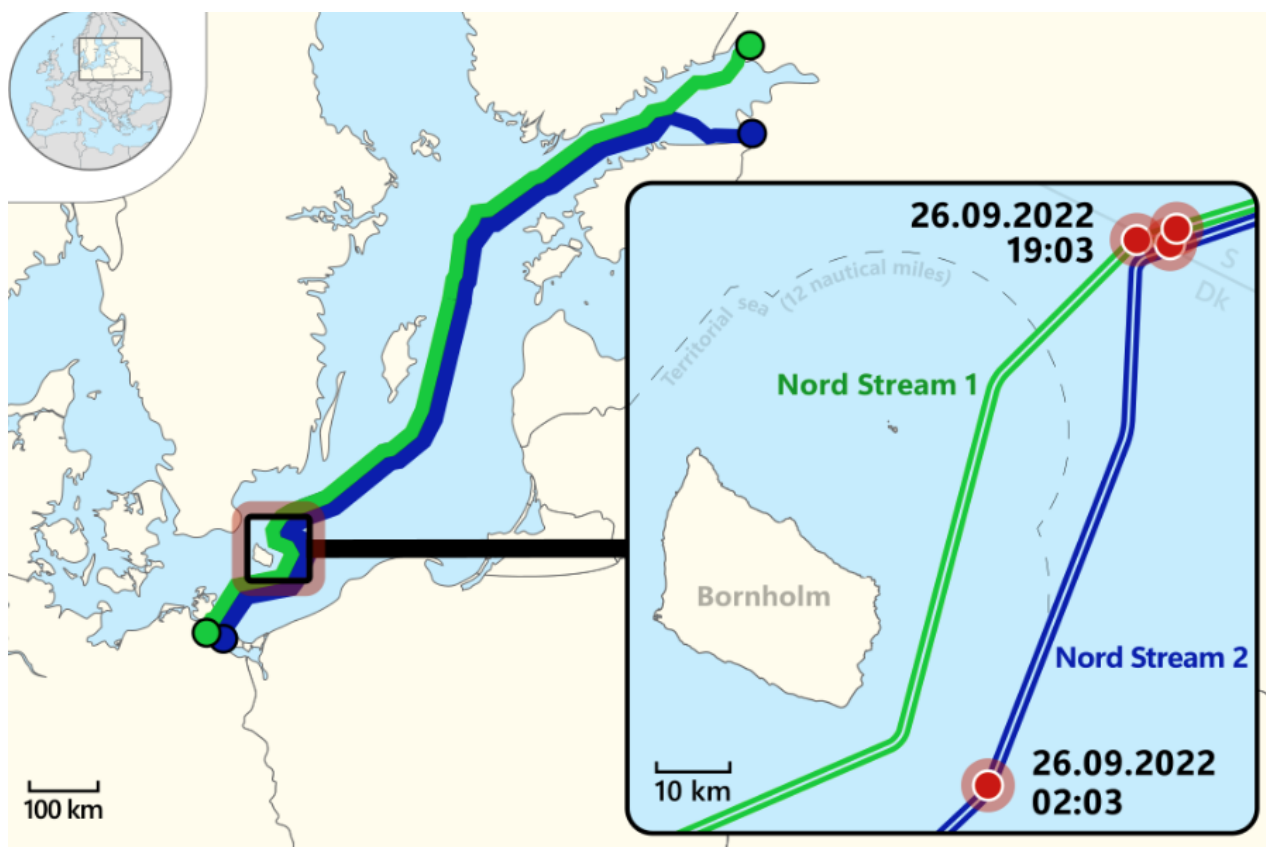 26.09.2022
19:03
S
Dk
Territorial sea (12 nautical miles)
Nord Stream 1
Bornholm
Nord Stream 2
26.09.2022
02:03
10 km
100 km